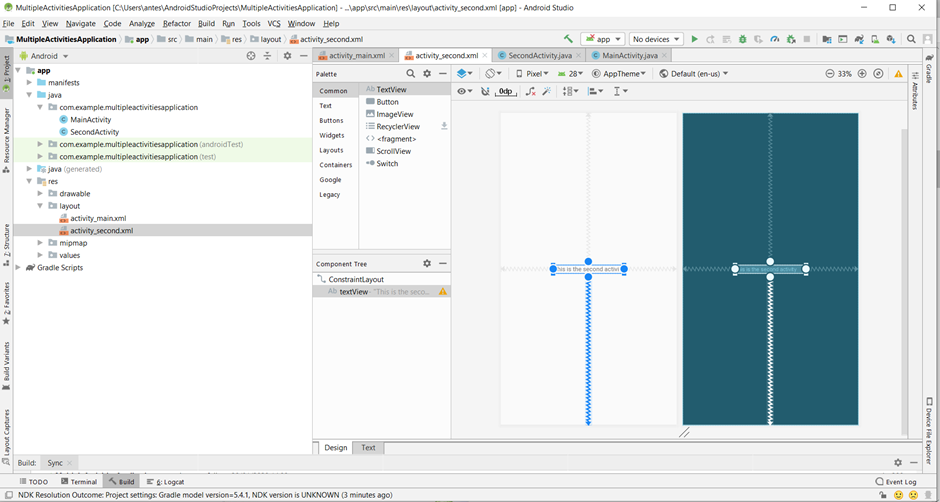 MultipleActivitiesApplication [C:\Users\antes\AndroidStudioProjects\MultipleActivitiesApplication] - ...\app\src\main\res\layout\activity_second.xml [app] - Android Studio
File Edit View Navigate Code Analyze Refactor Build Run Tools VCS Window Help
MultipleActivitiesApplication app src main res layout activity_second.xml app No devices
Android activity_main.xml activity_second.xml SecondActivity.java MainActivity.java
Palette Pixel 28 AppTheme Default (en-us) 33%
0dp
app
manifests
java
com.example.multipleactivitiesapplication
MainActivity
SecondActivity
com.example.multipleactivitiesapplication (androidTest)
com.example.multipleactivitiesapplication (test)
java (generated)
res
drawable
layout
activity_main.xml
activity_second.xml
mipmap
values
Gradle Scripts
Common
Text
Buttons
Widgets
Layouts
Containers
Google
Legacy
Ab TextView
Button
ImageView
RecyclerView
<> <fragment>
ScrollView
Switch
Component Tree
ConstraintLayout
Ab textView - "This is the seco...
This is the second activi
is is the second activity
Design Text
1: Project
Resource Manager
Z: Structure
2: Favorites
Build Variants
Layout Captures
Gradle
Attributes
Device File Explorer
Build: Sync
TODO Terminal Build 6: Logcat Event Log
NDK Resolution Outcome: Project settings: Gradle model version=5.4.1, NDK version is UNKNOWN (3 minutes ago)